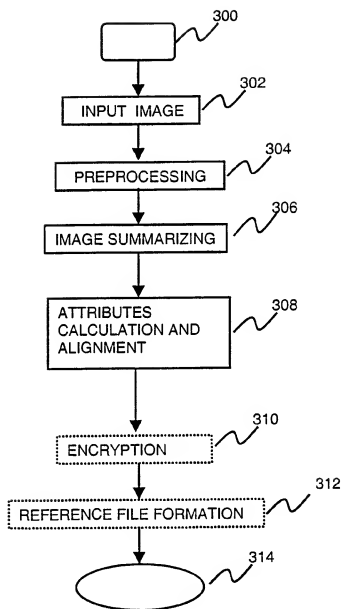 300
302
INPUT IMAGE
304
PREPROCESSING
306
IMAGE SUMMARIZING
308
ATTRIBUTES
CALCULATION AND
ALIGNMENT
310
ENCRYPTION
312
REFERENCE FILE FORMATION
314